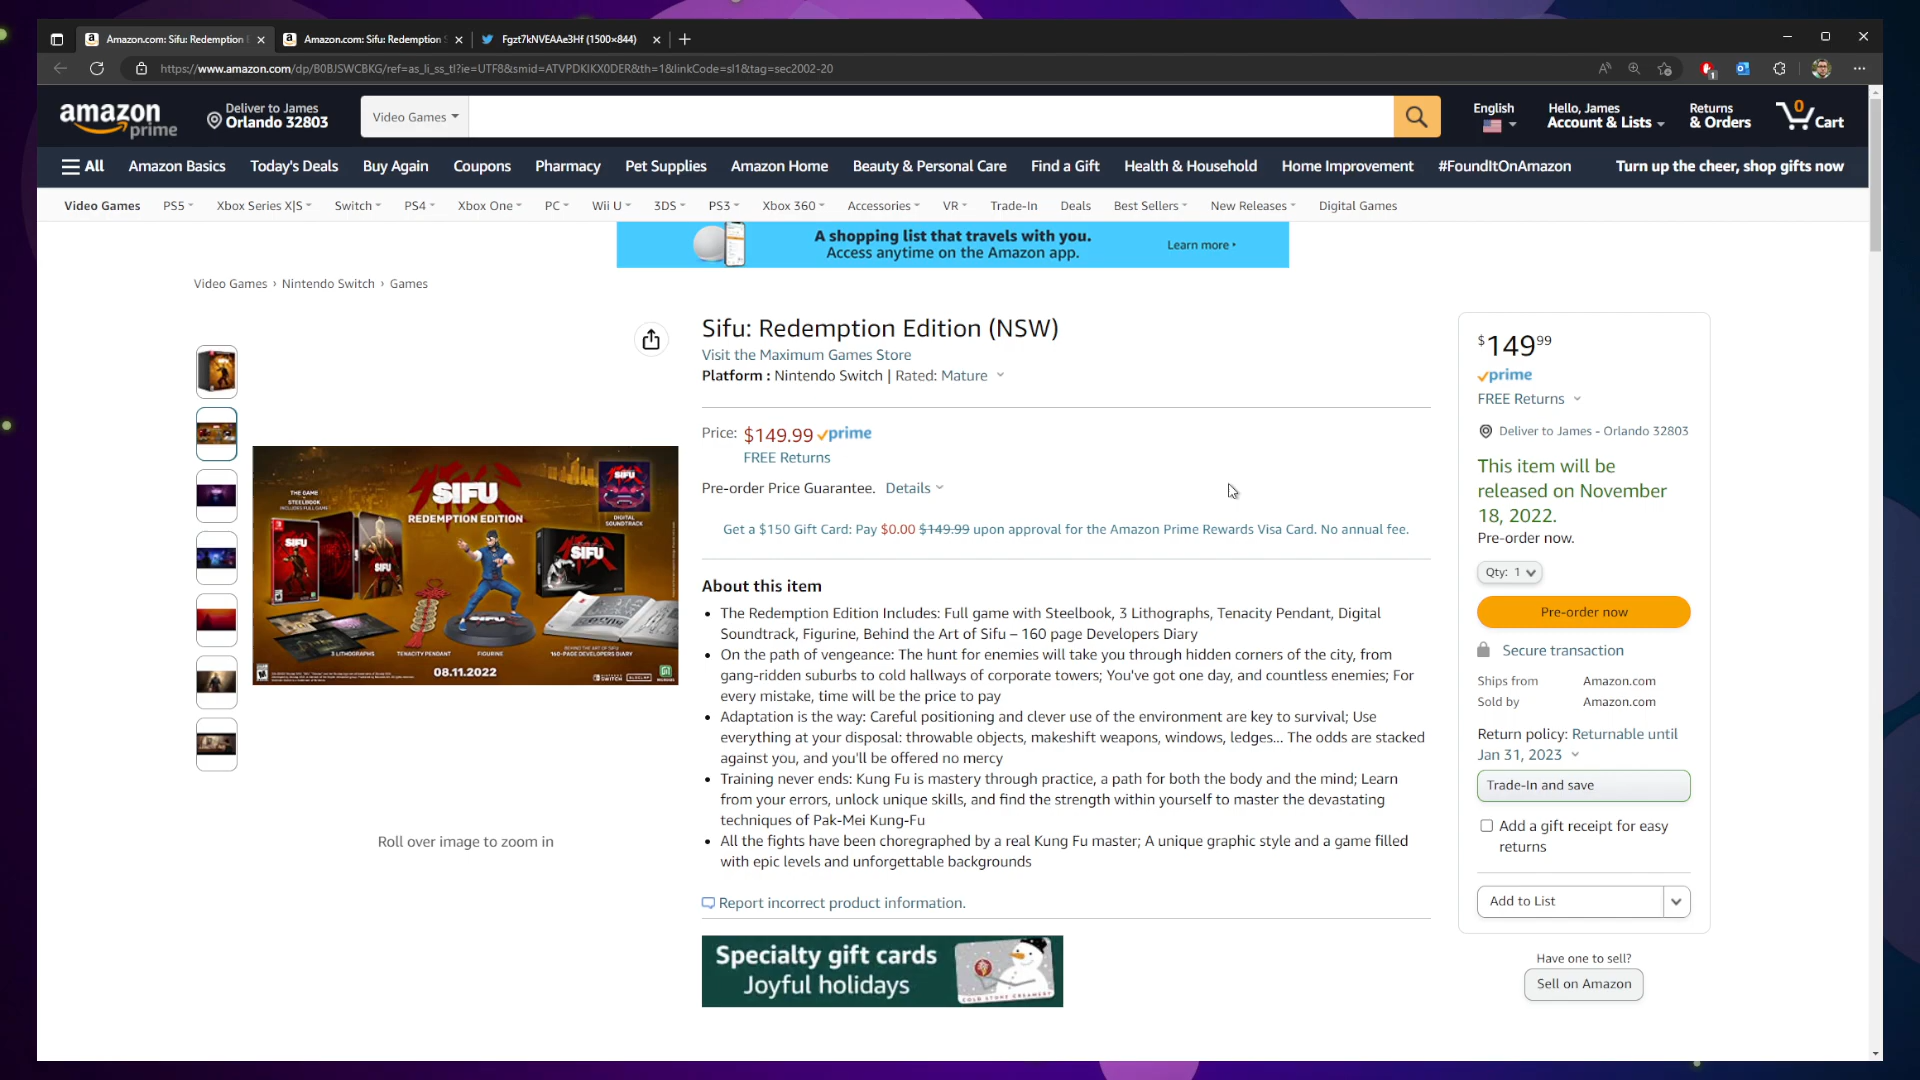 Amazon.com: Sifu: Redemption E
Amazon.com: Sifu: Redemption S
Fgzt7kNVEAAe3Hf (1500×844)
https://www.amazon.com/dp/B0BJSWCBKG/ref=as_li_ss_tl?ie=UTF8&smid=ATVPDKIKX0DER&th=1&linkCode=sl1&tag=sec2002-20
amazon
prime
Deliver to James
Orlando 32803
Video Games
English
Hello, James
Account & Lists
Returns
& Orders
0
Cart
All
Amazon Basics
Today's Deals
Buy Again
Coupons
Pharmacy
Pet Supplies
Amazon Home
Beauty & Personal Care
Find a Gift
Health & Household
Home Improvement
#FoundItOnAmazon
Turn up the cheer, shop gifts now
Video Games
PS5
Xbox Series X|S
Switch
PS4
Xbox One
PC
Wii U
3DS
PS3
Xbox 360
Accessories
VR
Trade-In
Deals
Best Sellers
New Releases
Digital Games
A shopping list that travels with you.
Access anytime on the Amazon app.
Learn more
Video Games › Nintendo Switch › Games
SIFU
REDEMPTION EDITION
THE GAME
+
STEELBOOK
INCLUDES FULL GAME
DIGITAL
SOUNDTRACK
SIFU
SIFU
SIFU
SIFU
SIFU
3 LITHOGRAPHS
TENACITY PENDANT
FIGURINE
BEHIND THE ART OF SIFU
160-PAGE DEVELOPERS DIARY
08.11.2022
Roll over image to zoom in
Sifu: Redemption Edition (NSW)
Visit the Maximum Games Store
Platform : Nintendo Switch | Rated: Mature
Price: $149.99 prime
FREE Returns
Pre-order Price Guarantee. Details
Get a $150 Gift Card: Pay $0.00 $149.99 upon approval for the Amazon Prime Rewards Visa Card. No annual fee.
About this item
• The Redemption Edition Includes: Full game with Steelbook, 3 Lithographs, Tenacity Pendant, Digital
Soundtrack, Figurine, Behind the Art of Sifu – 160 page Developers Diary
• On the path of vengeance: The hunt for enemies will take you through hidden corners of the city, from
gang-ridden suburbs to cold hallways of corporate towers; You've got one day, and countless enemies; For
every mistake, time will be the price to pay
• Adaptation is the way: Careful positioning and clever use of the environment are key to survival; Use
everything at your disposal: throwable objects, makeshift weapons, windows, ledges... The odds are stacked
against you, and you'll be offered no mercy
• Training never ends: Kung Fu is mastery through practice, a path for both the body and the mind; Learn
from your errors, unlock unique skills, and find the strength within yourself to master the devastating
techniques of Pak-Mei Kung-Fu
• All the fights have been choregraphed by a real Kung Fu master; A unique graphic style and a game filled
with epic levels and unforgettable backgrounds
Report incorrect product information.
Specialty gift cards
Joyful holidays
COLD STONE CREAMERY
$149 99
prime
FREE Returns
Deliver to James - Orlando 32803
This item will be
released on November
18, 2022.
Pre-order now.
Qty: 1
Pre-order now
Secure transaction
Ships from Amazon.com
Sold by Amazon.com
Return policy: Returnable until
Jan 31, 2023
Trade-In and save
Add a gift receipt for easy
returns
Add to List
Have one to sell?
Sell on Amazon